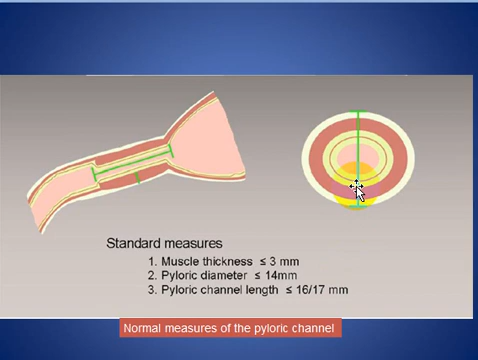 Standard measures
1. Muscle thickness ≤ 3 mm
2. Pyloric diameter ≤ 14mm
3. Pyloric channel length ≤ 16/17 mm
Normal measures of the pyloric channel